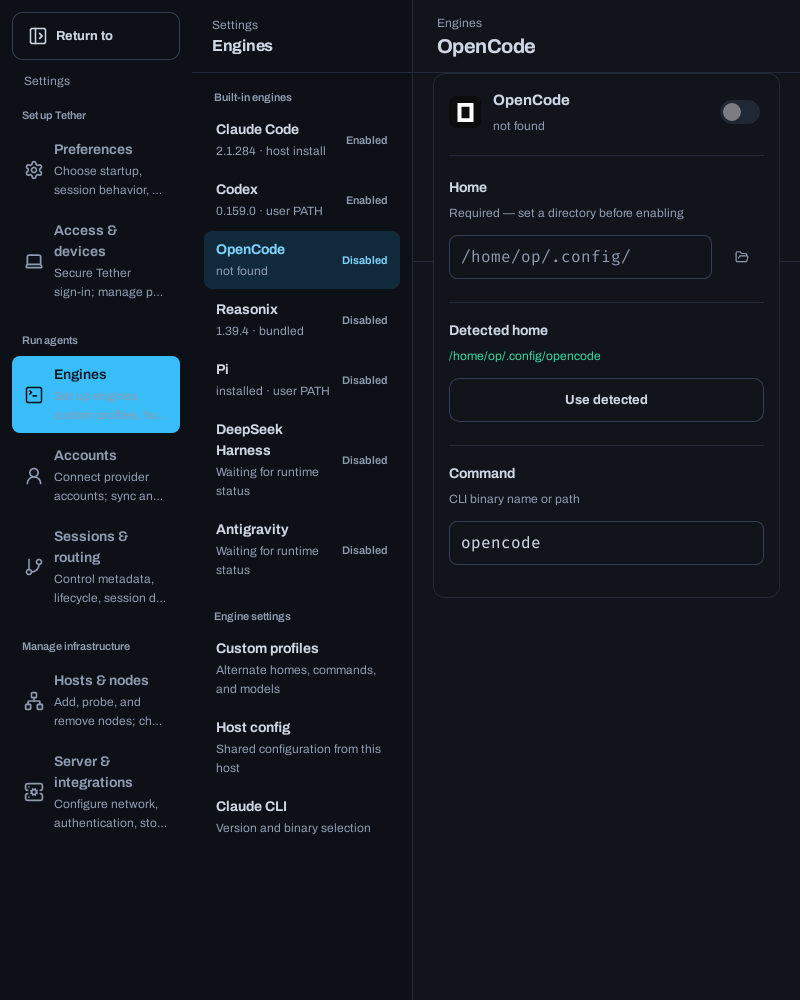 Return to
Settings
Set up Tether
Preferences
Choose startup,
session behavior, ...
Access &
devices
Secure Tether
sign-in; manage p...
Run agents
Engines
Accounts
Connect provider
accounts; sync an...
Sessions &
routing
Control metadata,
lifecycle, session d...
Manage infrastructure
Hosts & nodes
Add, probe, and
remove nodes; ch...
Server &
integrations
Configure network,
authentication, sto...
Settings
Engines
Built-in engines
Claude Code
2.1.284 · host install
Enabled
Codex
0.159.0 · user PATH
Enabled
OpenCode
not found
Disabled
Reasonix
1.39.4 · bundled
Disabled
Pi
installed · user PATH
Disabled
DeepSeek
Harness
Waiting for runtime
status
Disabled
Antigravity
Waiting for runtime
status
Disabled
Engine settings
Custom profiles
Alternate homes, commands,
and models
Host config
Shared configuration from this
host
Claude CLI
Version and binary selection
Engines
OpenCode
OpenCode
not found
Home
Required — set a directory before enabling
/home/op/.config/
Detected home
/home/op/.config/opencode
Use detected
Command
CLI binary name or path
opencode